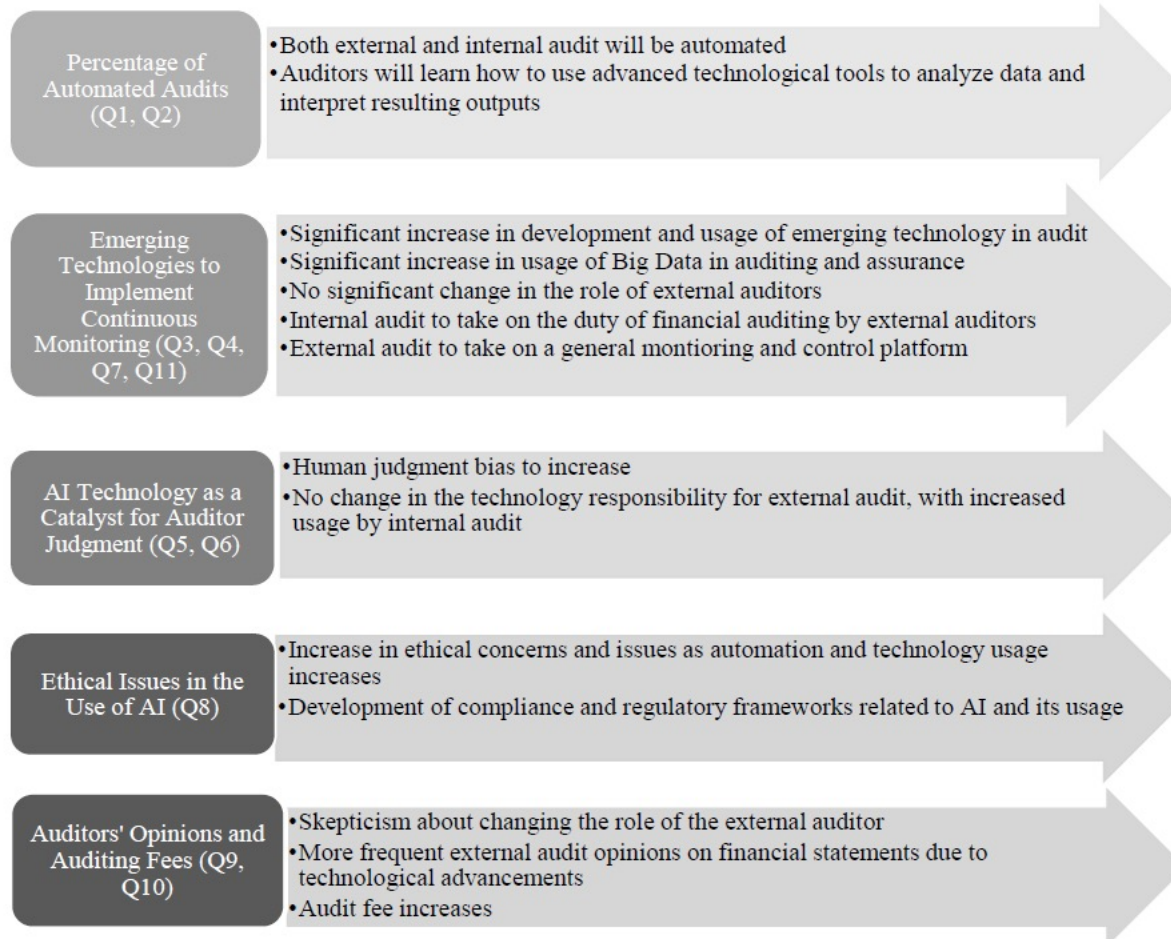 Percentage of
Automated Audits
(Q1, Q2)
•Both external and internal audit will be automated
•Auditors will learn how to use advanced technological tools to analyze data and
interpret resulting outputs
Emerging
Technologies to
Implement
Continuous
Monitoring (Q3, Q4,
Q7, Q11)
•Significant increase in development and usage of emerging technology in audit
•Significant increase in usage of Big Data in auditing and assurance
•No significant change in the role of external auditors
•Internal audit to take on the duty of financial auditing by external auditors
•External audit to take on a general montioring and control platform
AI Technology as a
Catalyst for Auditor
Judgment (Q5, Q6)
•Human judgment bias to increase
•No change in the technology responsibility for external audit, with increased
usage by internal audit
Ethical Issues in the
Use of AI (Q8)
•Increase in ethical concerns and issues as automation and technology usage
increases
•Development of compliance and regulatory frameworks related to AI and its usage
Auditors' Opinions and
Auditing Fees (Q9,
Q10)
•Skepticism about changing the role of the external auditor
•More frequent external audit opinions on financial statements due to
technological advancements
•Audit fee increases